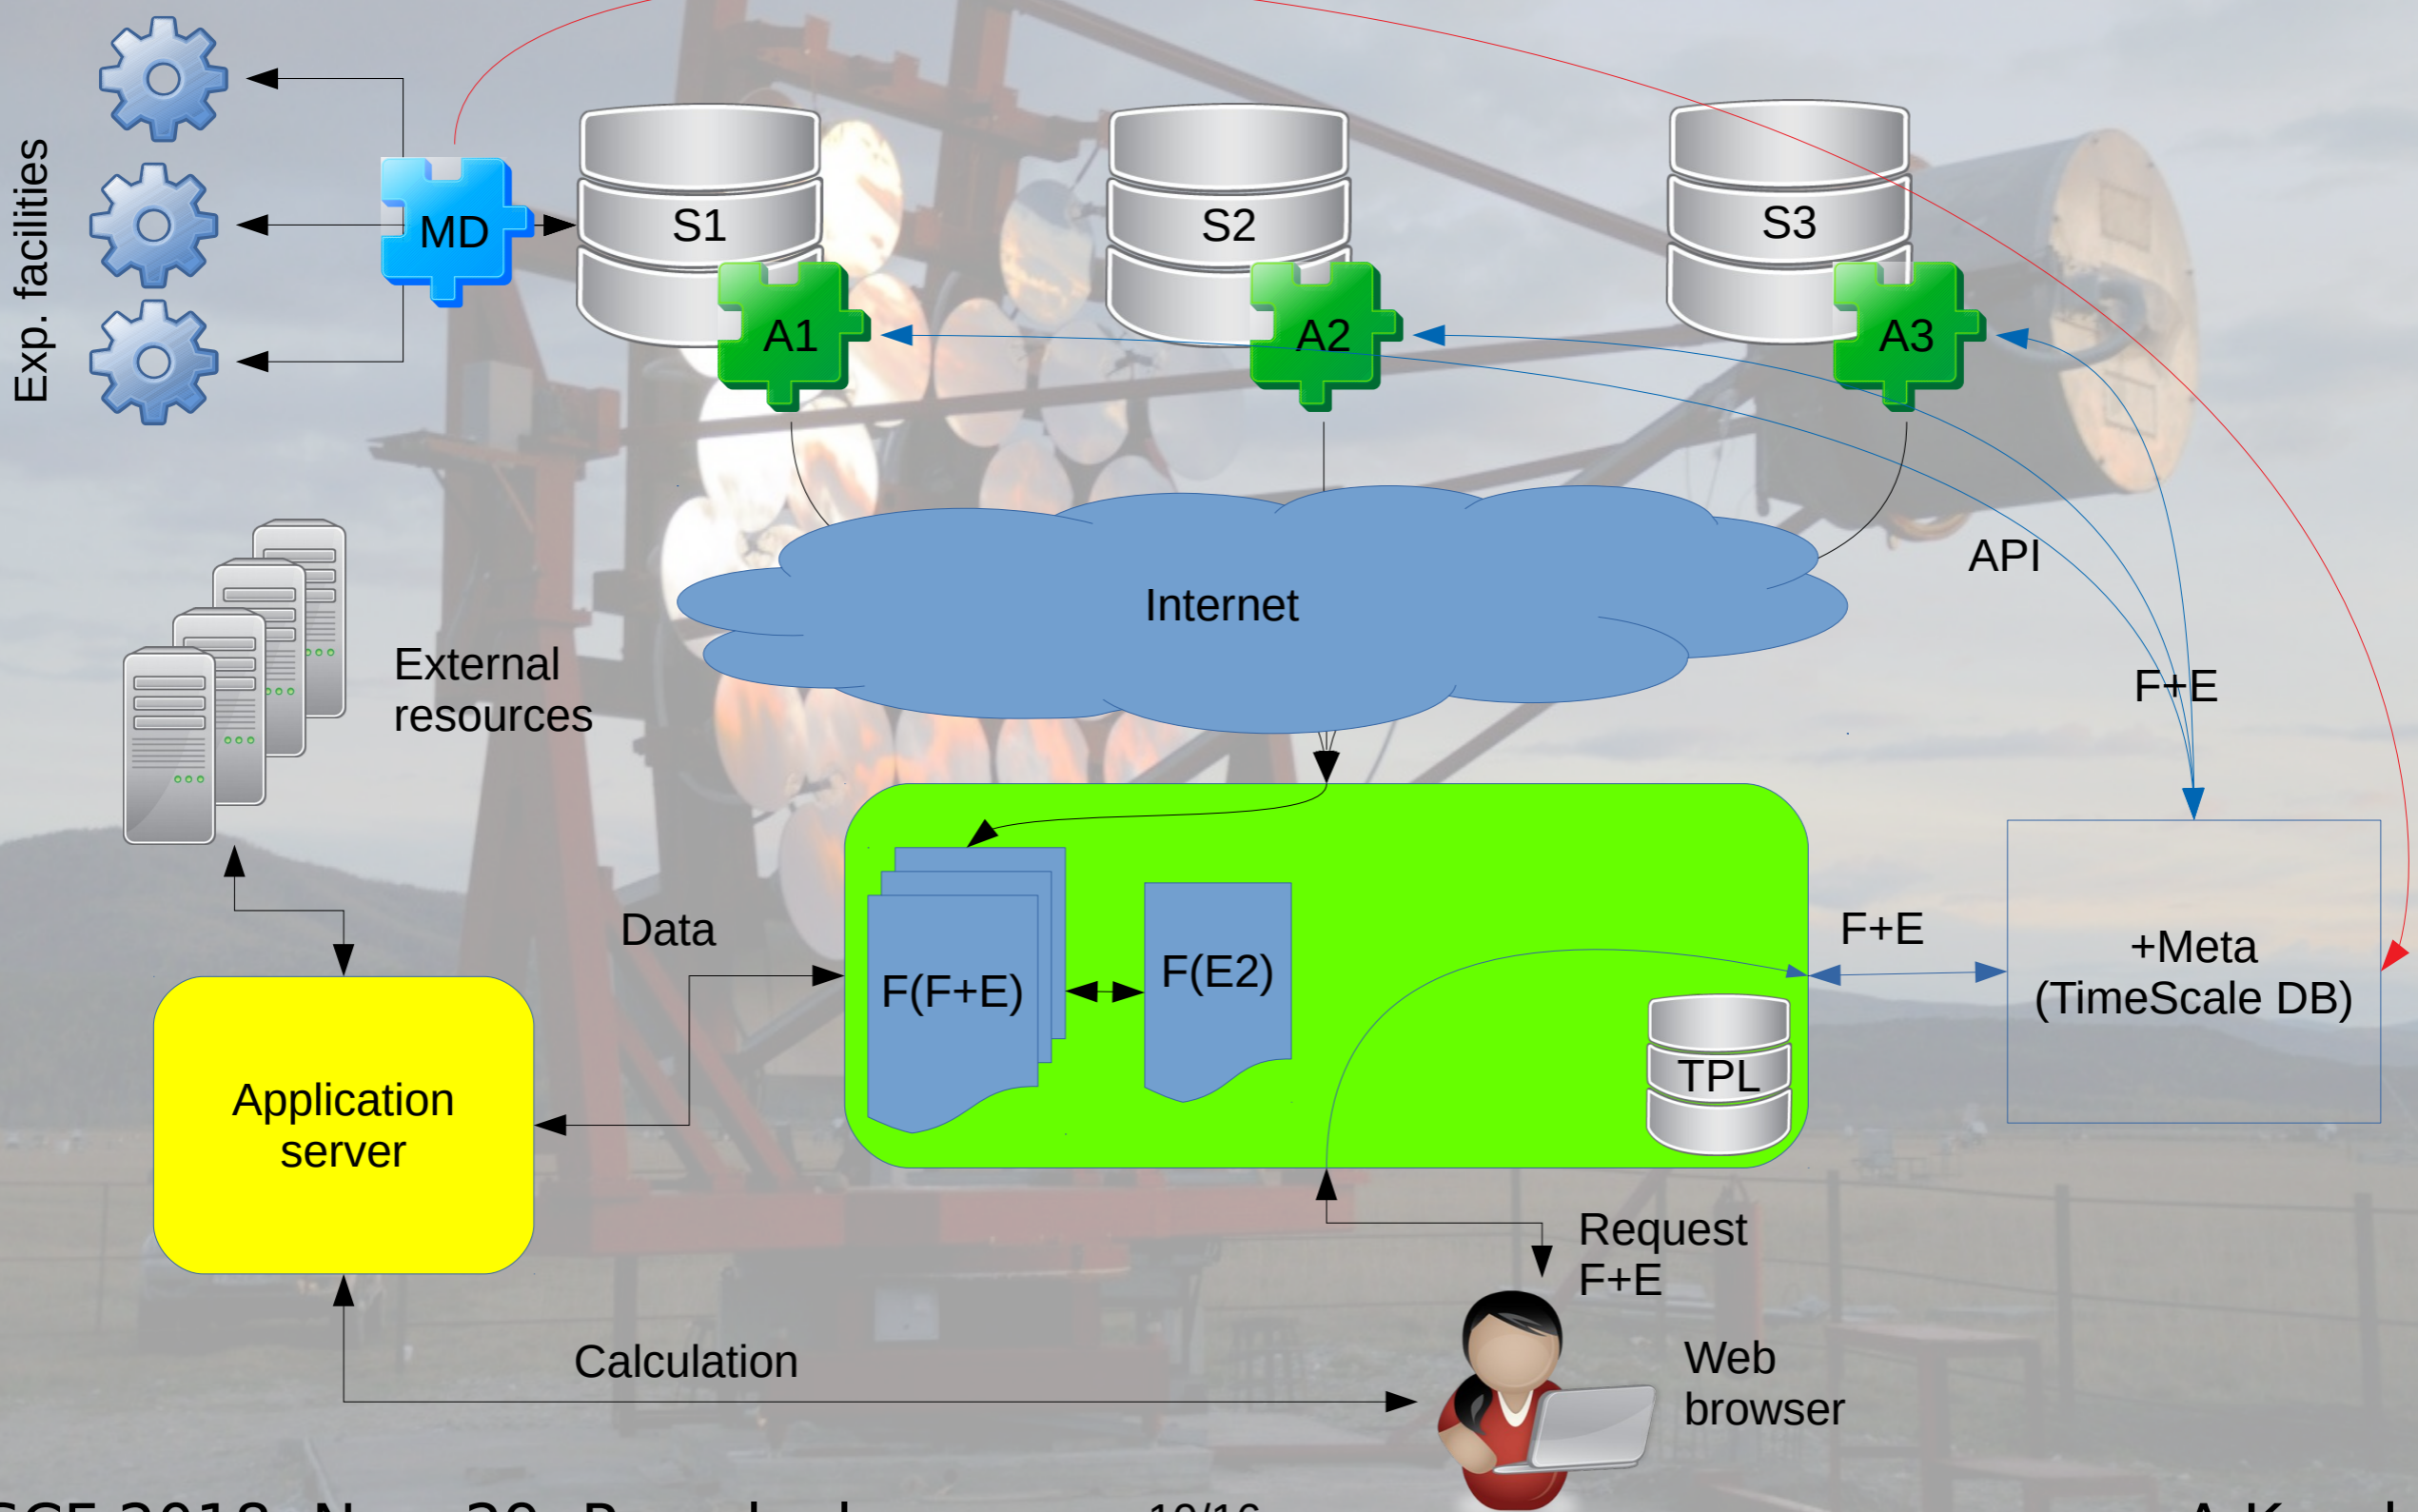 Exp. facilities
MD
S1
S2
S3
A1
A2
A3
Internet
API
External
resources
F+E
Data
F(F+E)
F(E2)
F+E
+Meta
(TimeScale DB)
TPL
Application
server
Request
F+E
Calculation
Web
browser
2018,